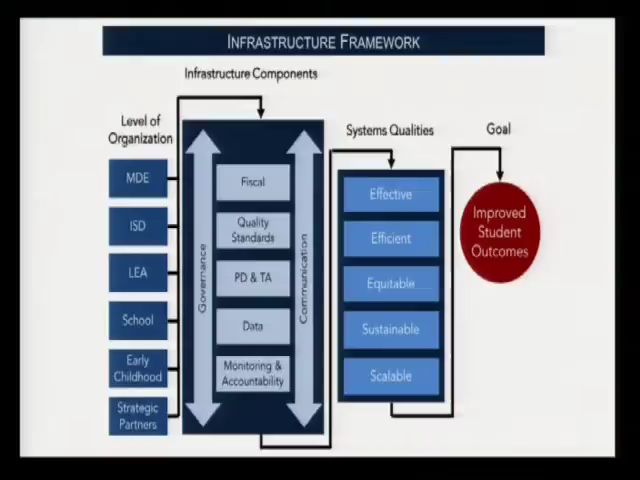 INFRASTRUCTURE FRAMEWORK
Infrastructure Components
Level of
Organization
MDE
ISD
LEA
School
Early
Childhood
Strategic
Partners
Governance
Fiscal
Quality
Standards
PD & TA
Data
Monitoring &
Accountability
Communication
Systems Qualities
Effective
Efficient
Equitable
Sustainable
Scalable
Goal
Improved
Student
Outcomes